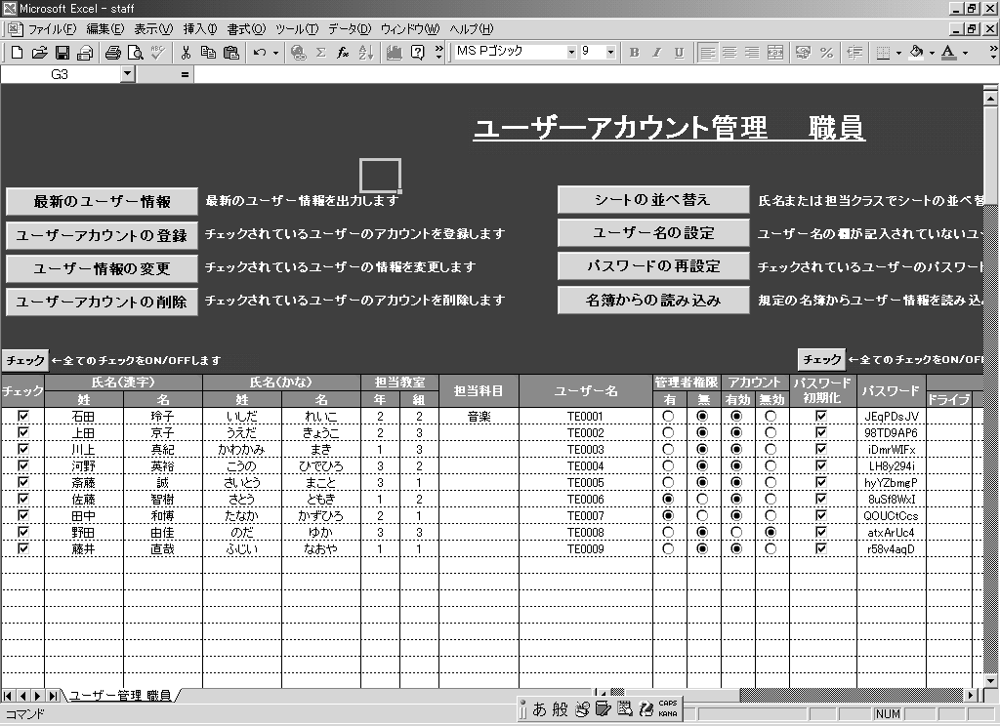 Microsoft Excel - staff
ファイル(F) 編集(E) 表示(V) 挿入(I) 書式(O) ツール(T) データ(D) ウィンドウ(W) ヘルプ(H)
MS Pゴシック 9 B I U
G3 =
ユーザーアカウント管理 職員
最新のユーザー情報 最新のユーザー情報を出力します シートの並べ替え 氏名または担当クラスでシートの並べ替
ユーザーアカウントの登録 チェックされているユーザーのアカウントを登録します ユーザー名の設定 ユーザー名の欄が記入されていないユー
ユーザー情報の変更 チェックされているユーザーの情報を変更します パスワードの再設定 チェックされているユーザーのパスワード
ユーザーアカウントの削除 チェックされているユーザーのアカウントを削除します 名簿からの読み込み 規定の名簿からユーザー情報を読み込
チェック ←全てのチェックをON/OFFします チェック ←全てのチェックをON/OFF
チェック 氏名(漢字) 氏名(かな) 担当教室 担当科目 ユーザー名 管理者権限 アカウント パスワード初期化 パスワード
姓 名 姓 名 年 組 有 無 有効 無効 ドライブ
石田 玲子 いしだ れいこ 2 2 音楽 TE0001 JEqPDsJV
上田 京子 うえだ きょうこ 2 3 TE0002 98TD9AP6
川上 真紀 かわかみ まき 1 3 TE0003 iDmrWIFx
河野 英裕 こうの ひでひろ 3 2 TE0004 LH8y294i
斎藤 誠 さいとう まこと 3 1 TE0005 hyYZbmgP
佐藤 智樹 さとう ともき 1 2 TE0006 8uSf8WxI
田中 和博 たなか かずひろ 2 1 TE0007 QOUCtCcs
野田 由佳 のだ ゆか 3 3 TE0008 atxArUc4
藤井 直哉 ふじい なおや 1 1 TE0009 r58v4aqD
ユーザー管理 職員
あ 般 CAPS KANA
コマンド NUM